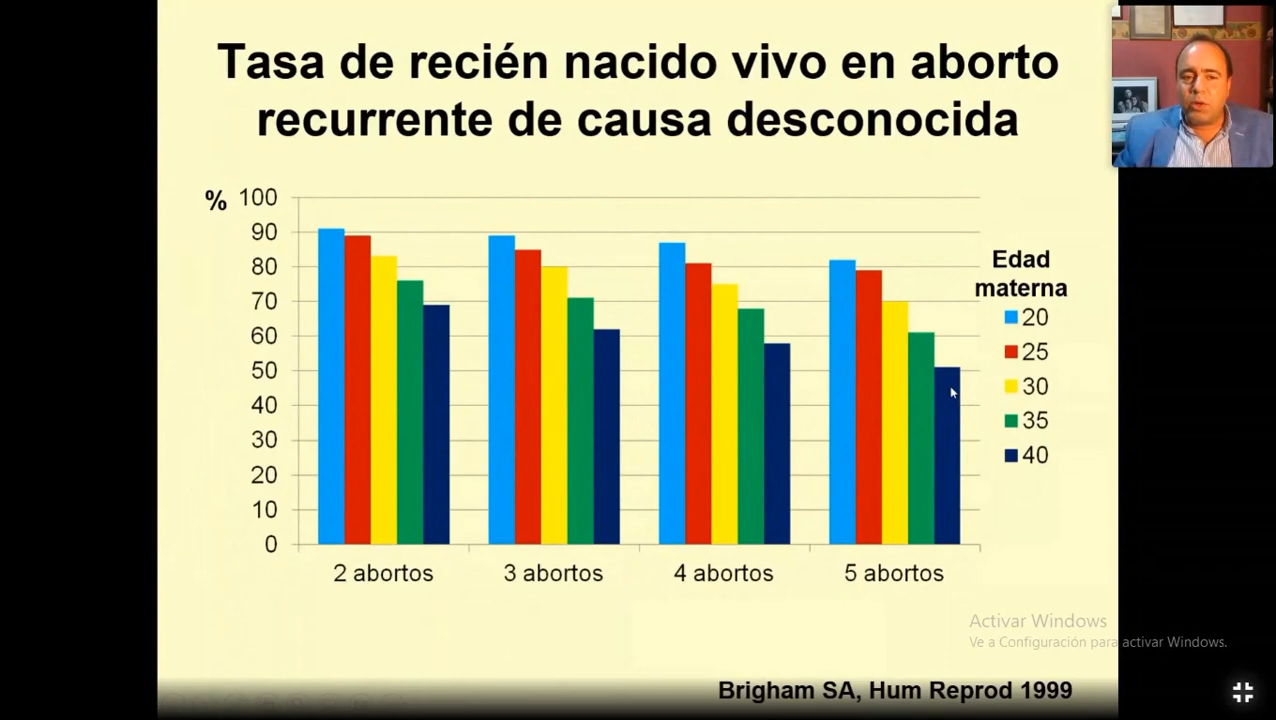 Tasa de recién nacido vivo en aborto
recurrente de causa desconocida
%
100
90
80
70
60
50
40
30
20
10
0
2 abortos
3 abortos
4 abortos
5 abortos
Edad
materna
20
25
30
35
40
Activar Windows
Ve a Configuración para activar Windows.
Brigham SA, Hum Reprod 1999